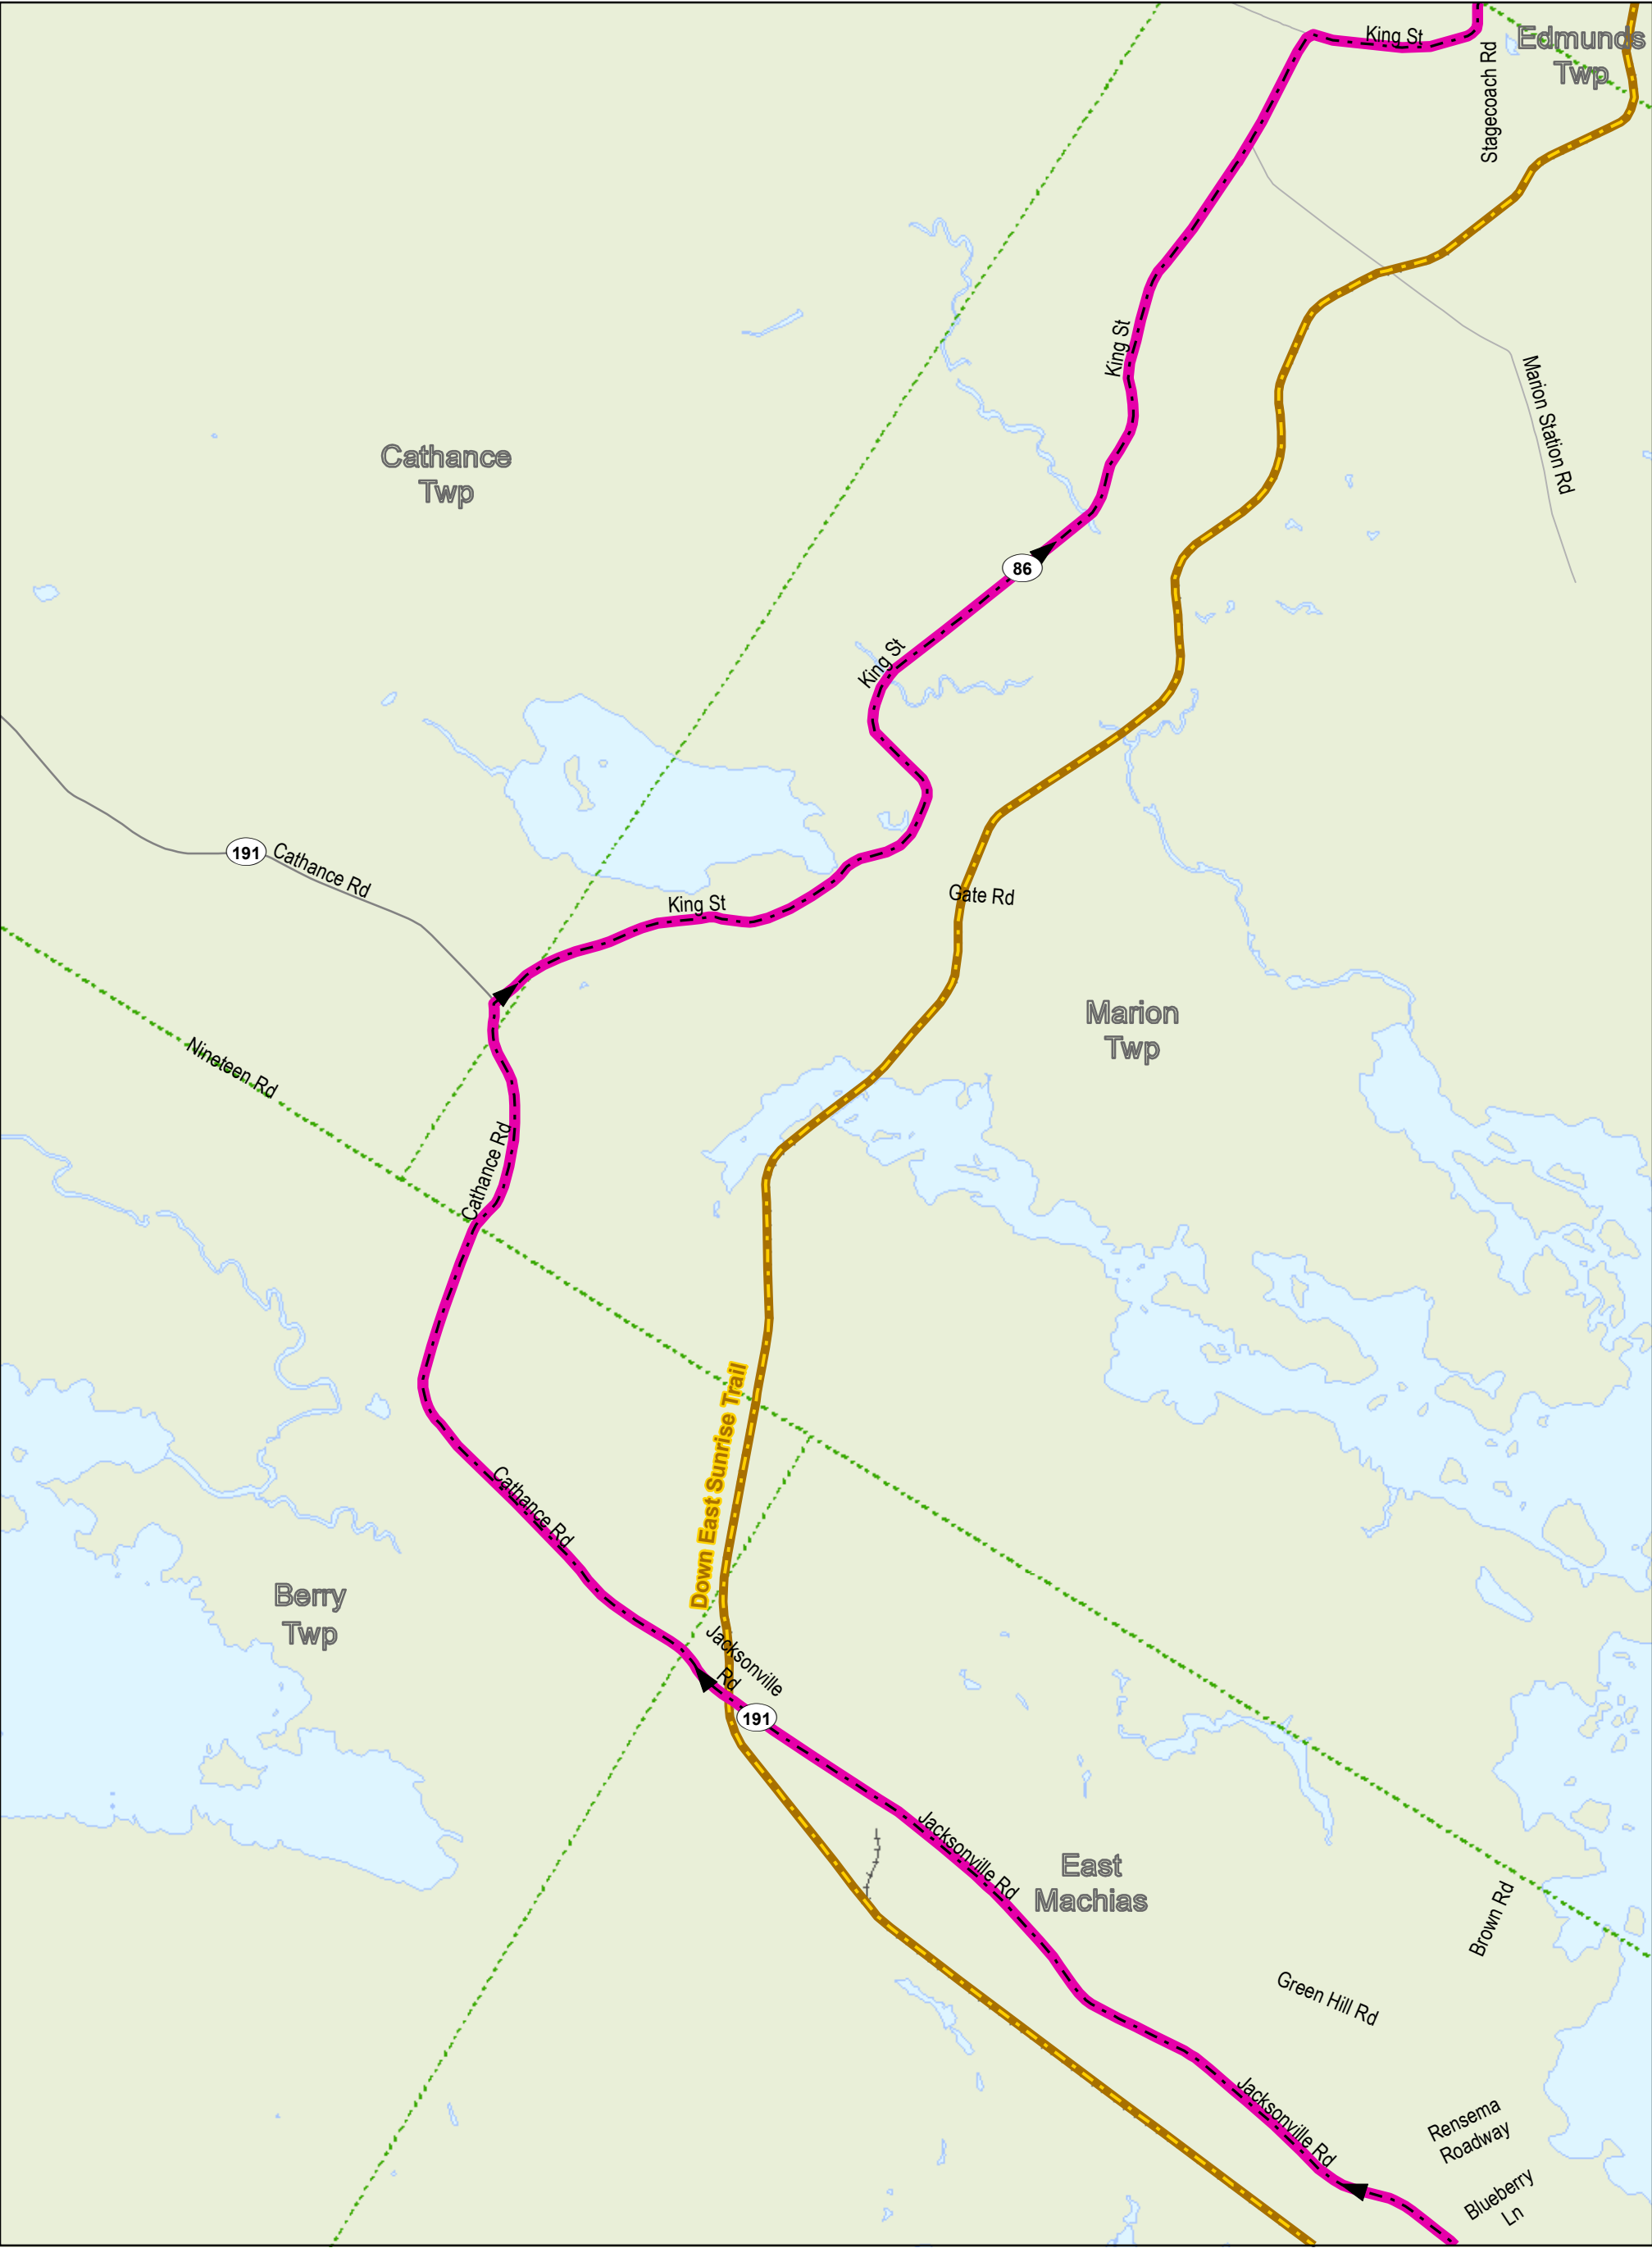 King St
Edmunds
Twp
Stagecoach Rd
King St
Marion Station Rd
Cathance
Twp
86
King St
191
Cathance Rd
King St
Gate Rd
Marion
Twp
Nineteen Rd
Cathance Rd
Down East Sunrise Trail
Cathance Rd
Berry
Twp
Jacksonville
Rd
191
Jacksonville Rd
East
Machias
Brown Rd
Green Hill Rd
Jacksonville Rd
Rensema
Roadway
Blueberry
Ln